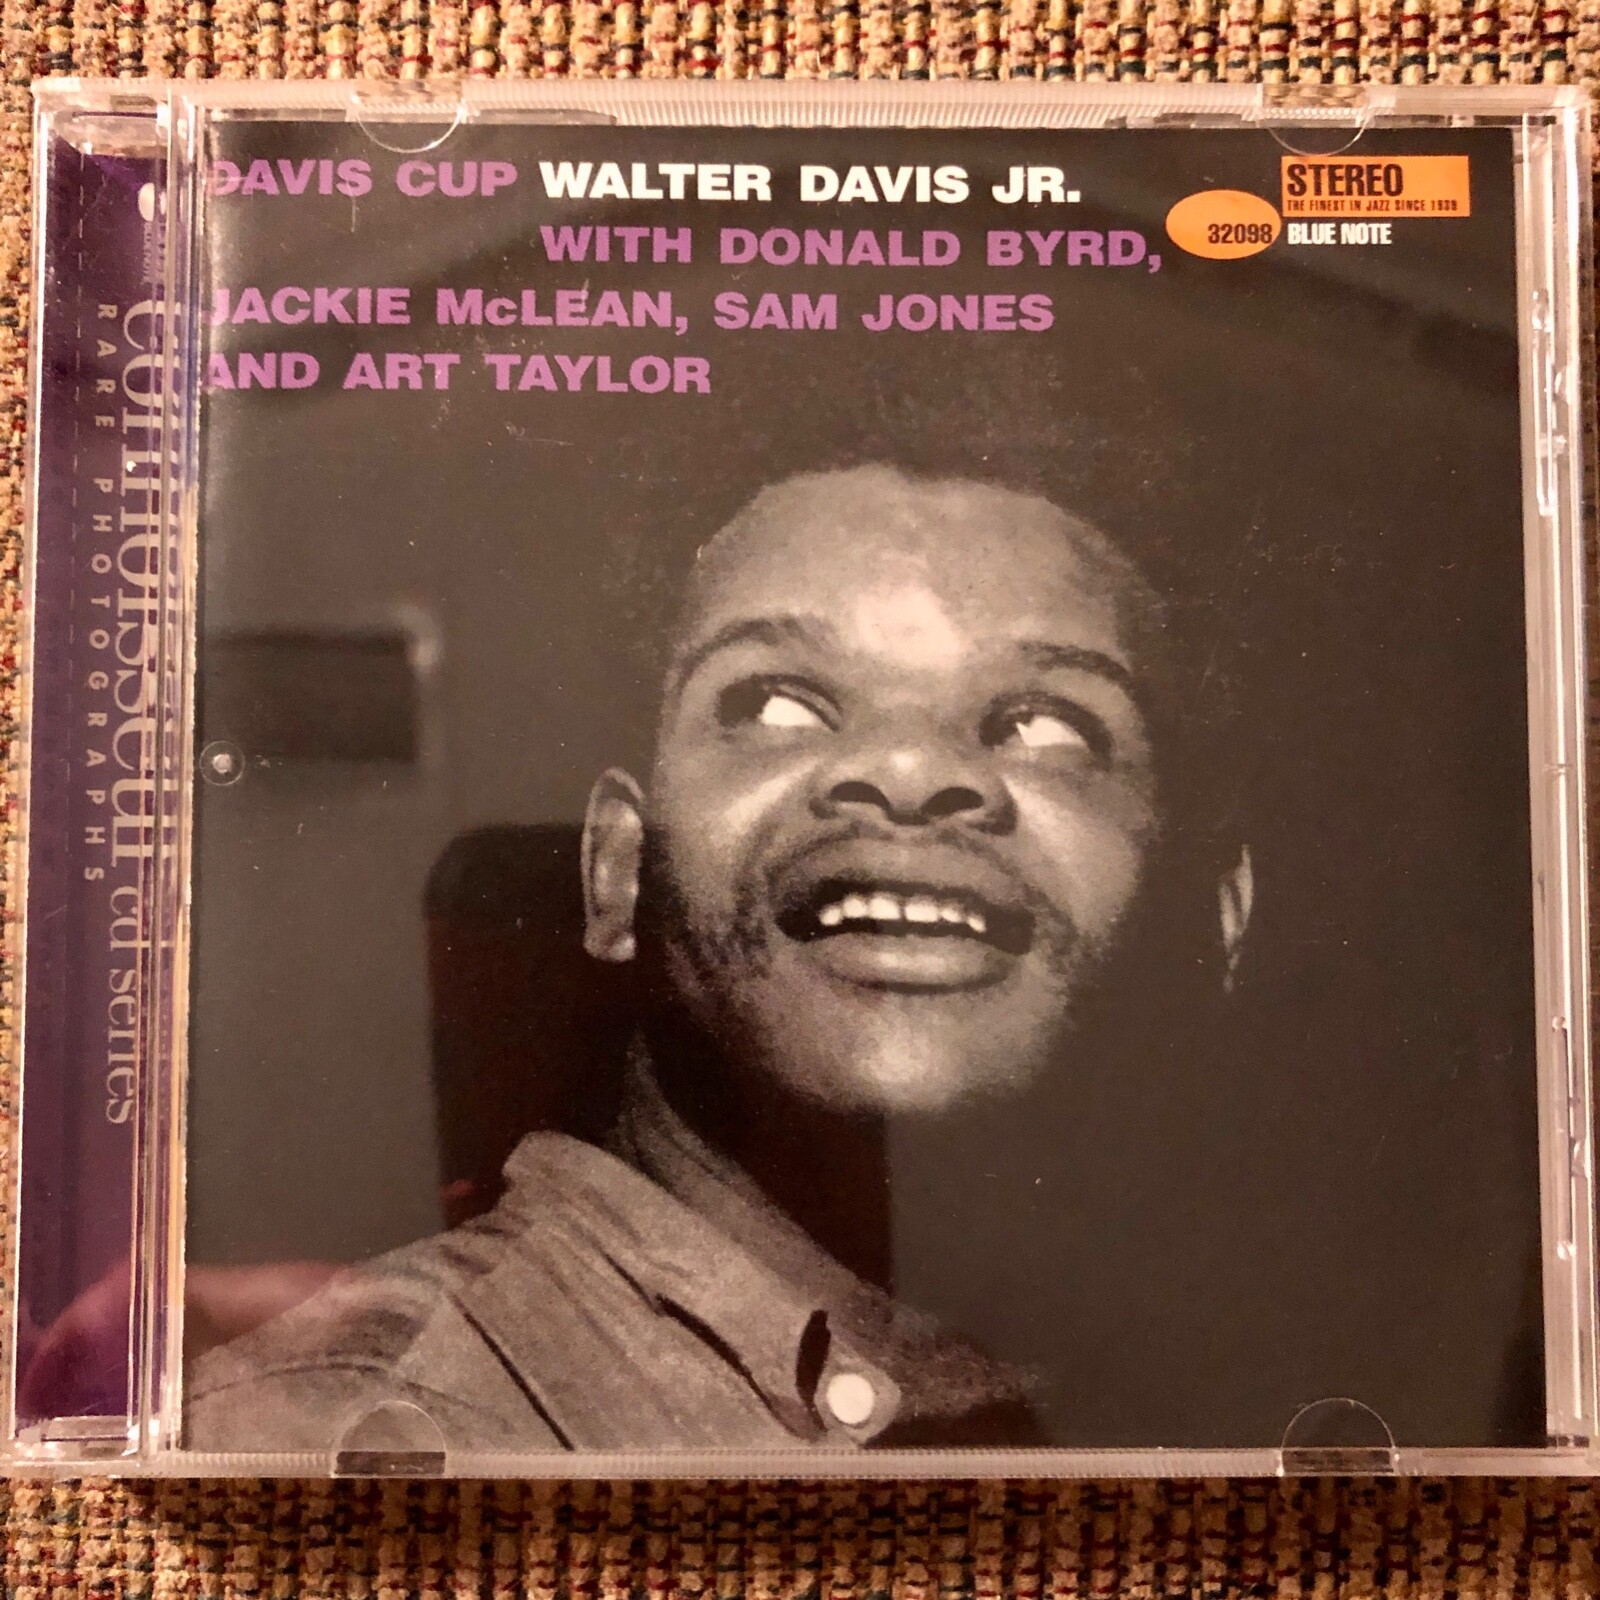 DAVIS CUP WALTER DAVIS JR.
WITH DONALD BYRD,
JACKIE McLEAN, SAM JONES
AND ART TAYLOR
STEREO
THE FINEST IN JAZZ SINCE 1939
32098 BLUE NOTE
connoisseur cd series
RARE PHOTOGRAPHS